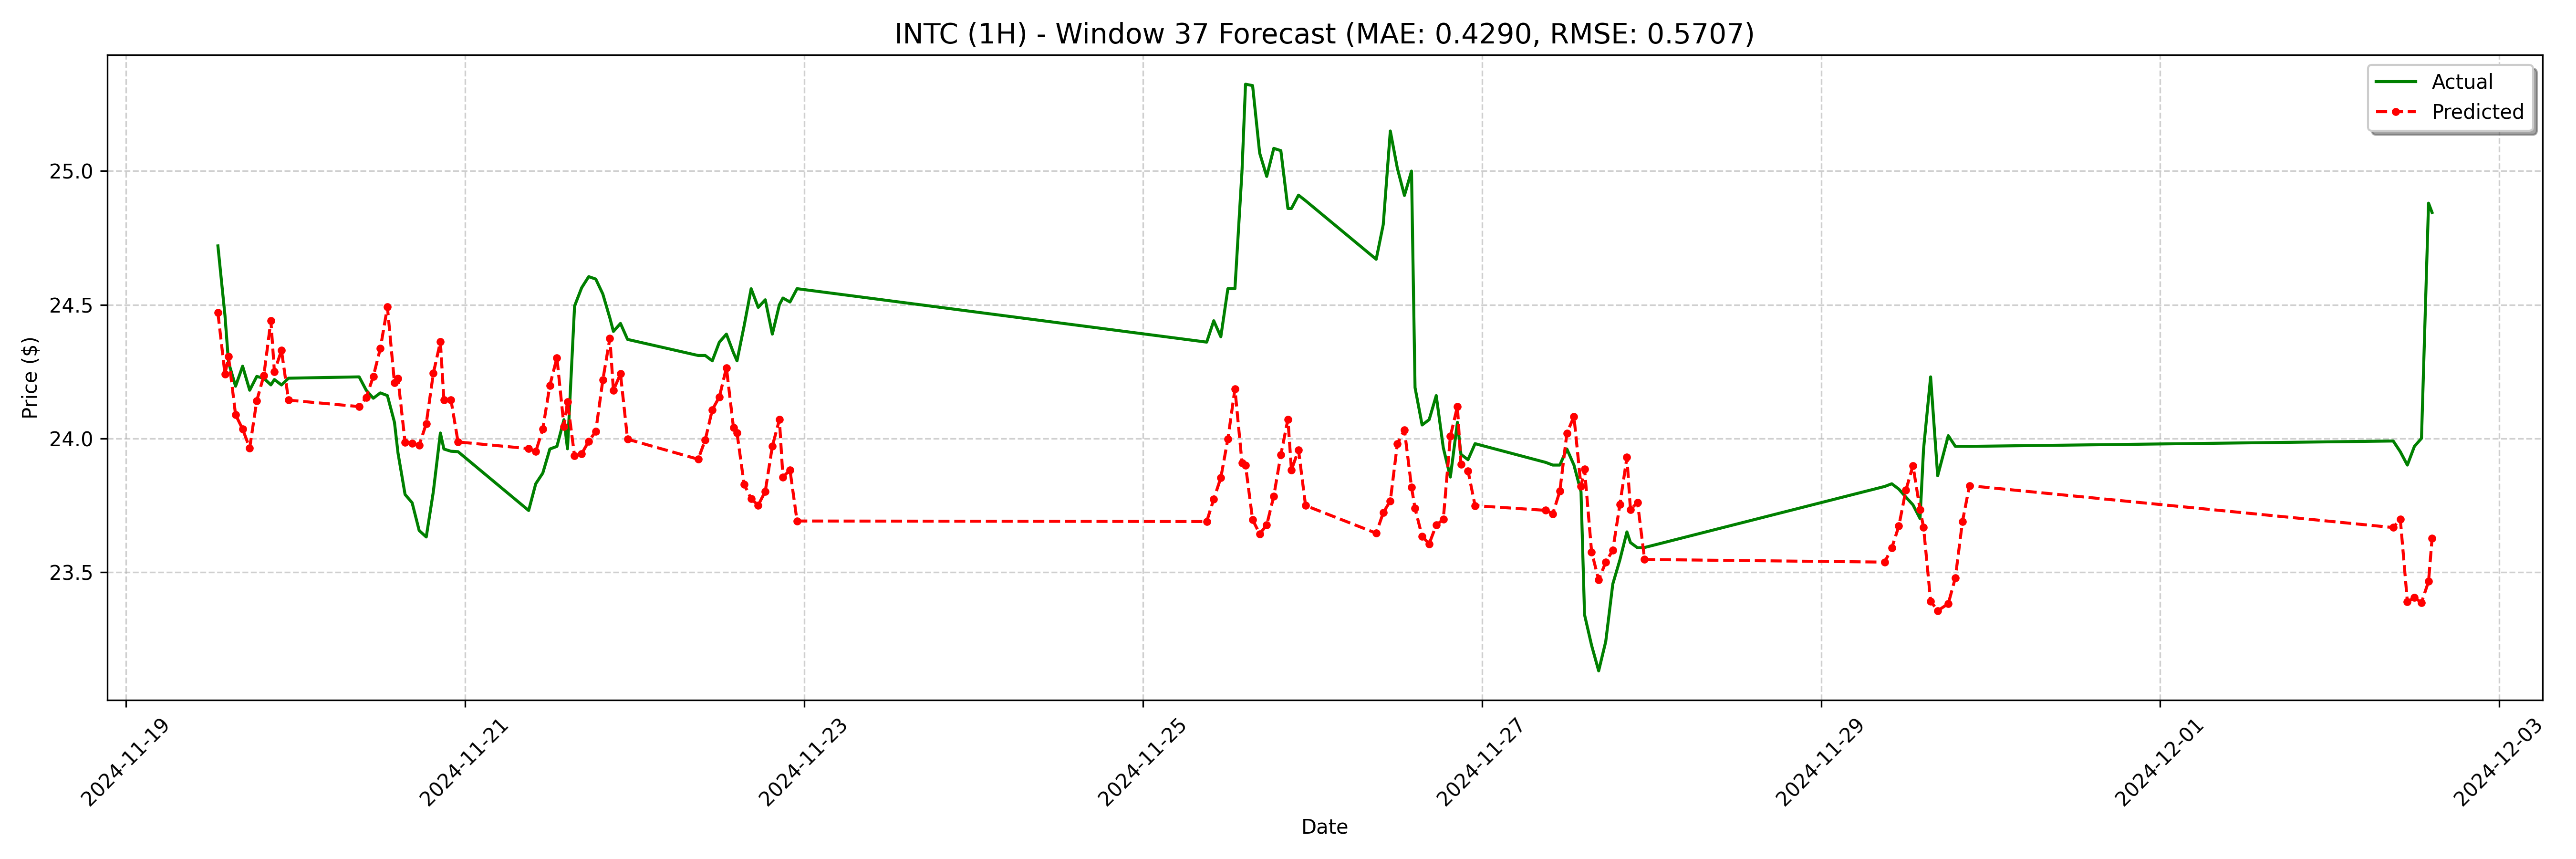 INTC (1H) - Window 37 Forecast (MAE: 0.4290, RMSE: 0.5707)
Actual
Predicted
Price ($)
25.0
24.5
24.0
23.5
2024-11-19
2024-11-21
2024-11-23
2024-11-25
2024-11-27
2024-11-29
2024-12-01
2024-12-03
Date